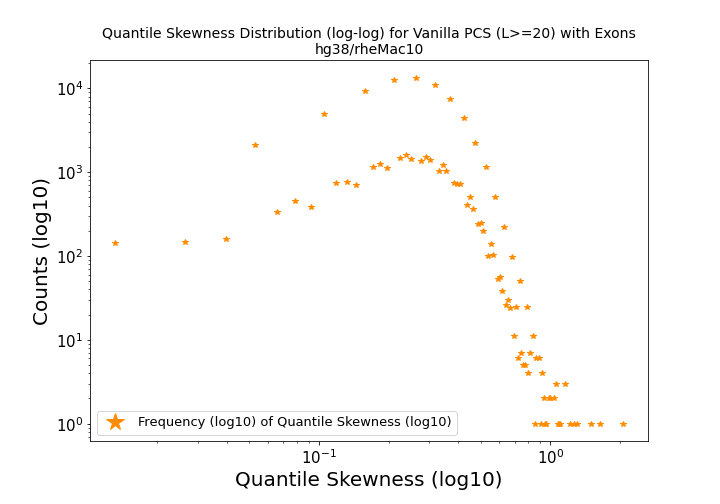 Quantile Skewness Distribution (log-log) for Vanilla PCS (L>=20) with Exons
hg38/rheMac10
Counts (log10)
10^4
10^3
10^2
10^1
10^0
Frequency (log10) of Quantile Skewness (log10)
10^−1
10^0
Quantile Skewness (log10)